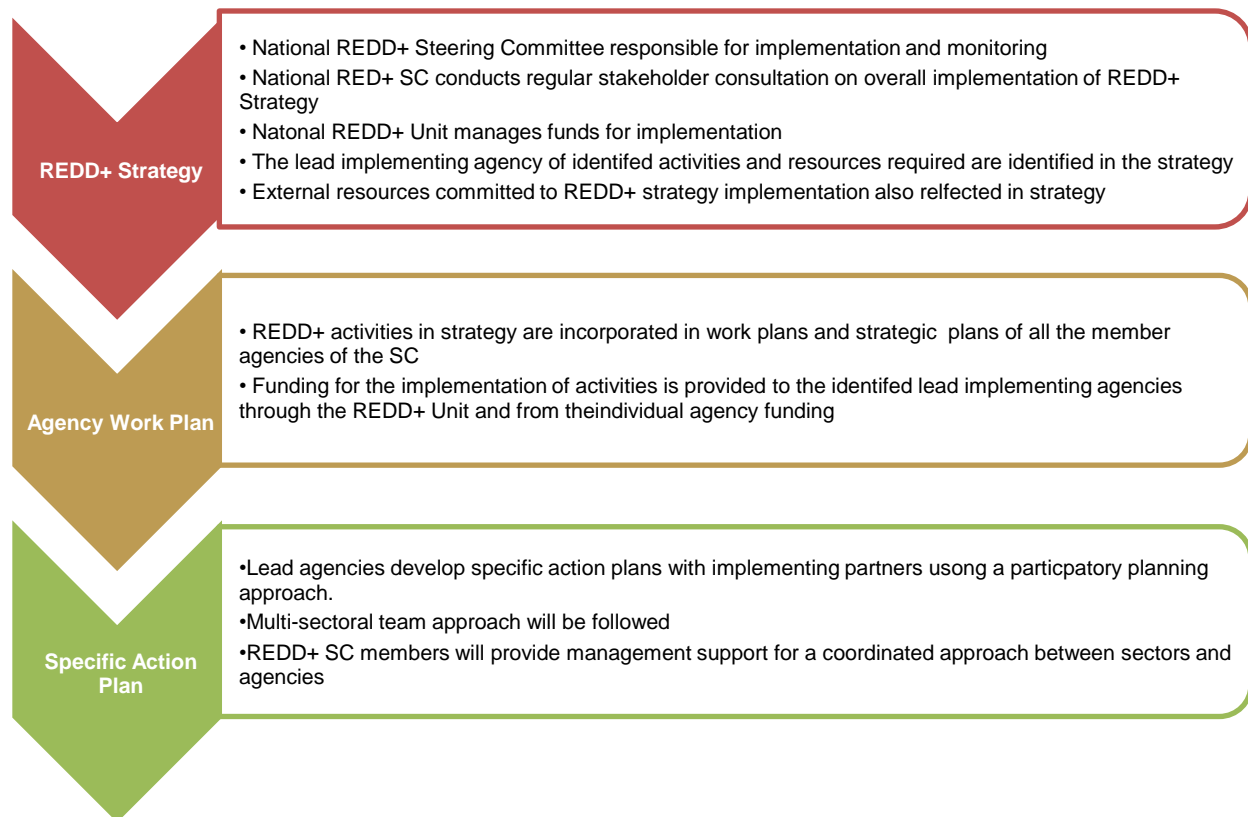 REDD+ Strategy
• National REDD+ Steering Committee responsible for implementation and monitoring
• National RED+ SC conducts regular stakeholder consultation on overall implementation of REDD+
Strategy
• Natonal REDD+ Unit manages funds for implementation
• The lead implementing agency of identifed activities and resources required are identified in the strategy
• External resources committed to REDD+ strategy implementation also relfected in strategy
Agency Work Plan
• REDD+ activities in strategy are incorporated in work plans and strategic plans of all the member
agencies of the SC
• Funding for the implementation of activities is provided to the identifed lead implementing agencies
through the REDD+ Unit and from theindividual agency funding
Specific Action
Plan
•Lead agencies develop specific action plans with implementing partners usong a particpatory planning
approach.
•Multi-sectoral team approach will be followed
•REDD+ SC members will provide management support for a coordinated approach between sectors and
agencies